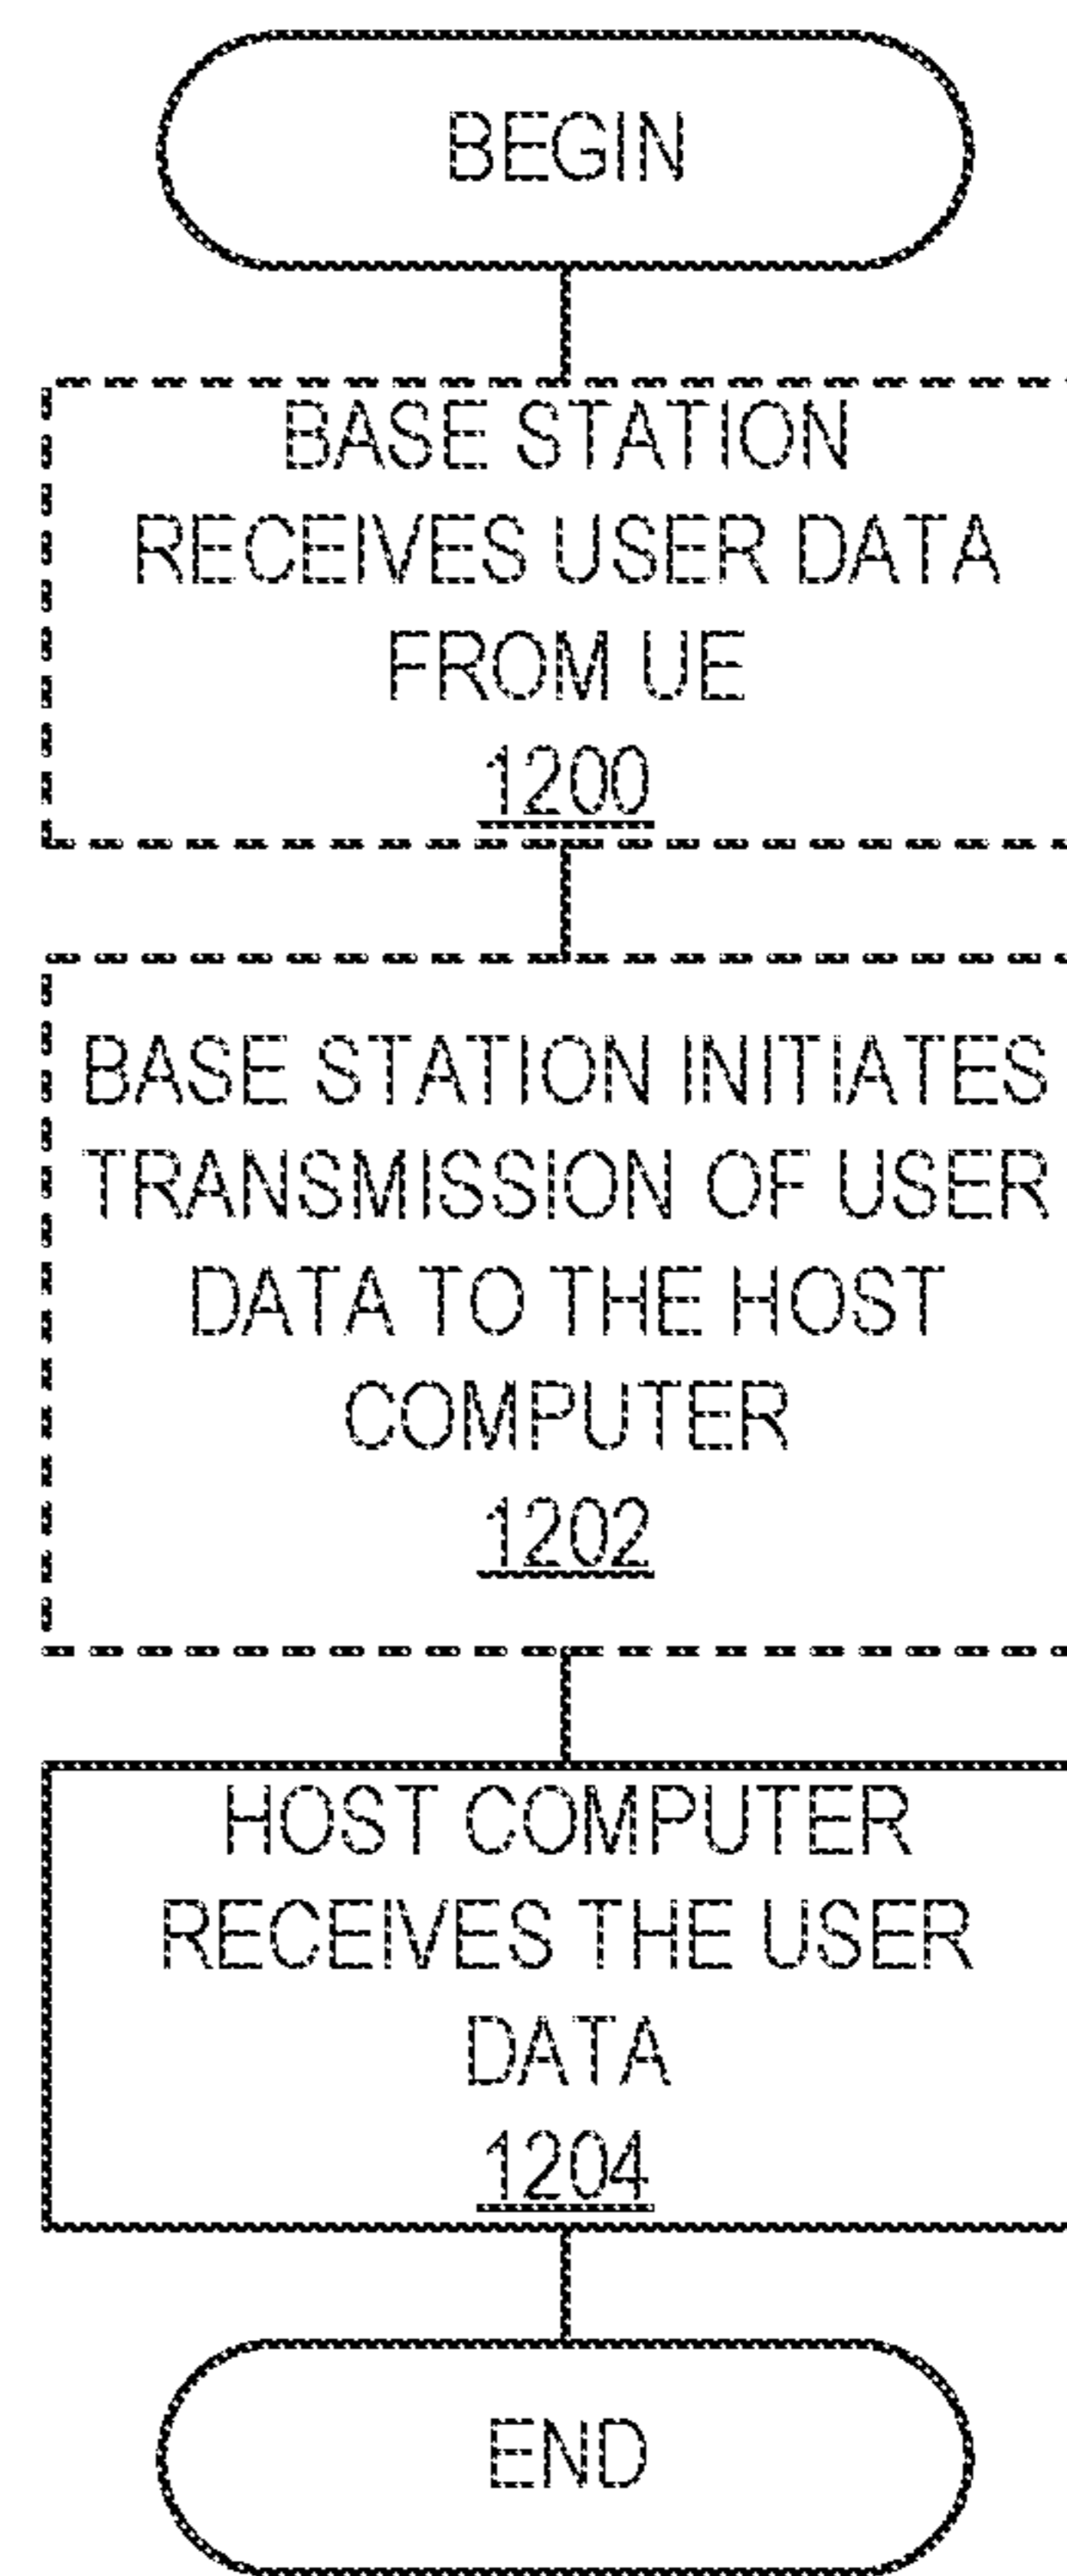 BEGIN
BASE STATION
RECEIVES USER DATA
FROM UE
1200
BASE STATION INITIATES
TRANSMISSION OF USER
DATA TO THE HOST
COMPUTER
1202
HOST COMPUTER
RECEIVES THE USER
DATA
1204
END